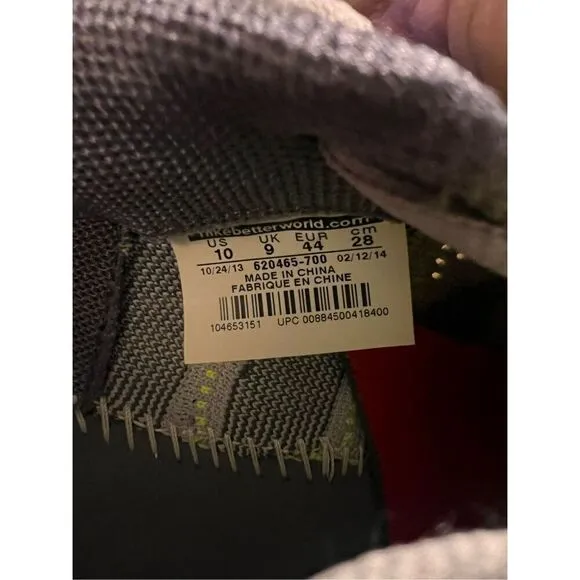 nikebetterworld.com
US UK EUR cm
10 9 44 28
10/24/13 620465-700 02/12/14
MADE IN CHINA
FABRIQUE EN CHINE
104653151 UPC 00884500418400